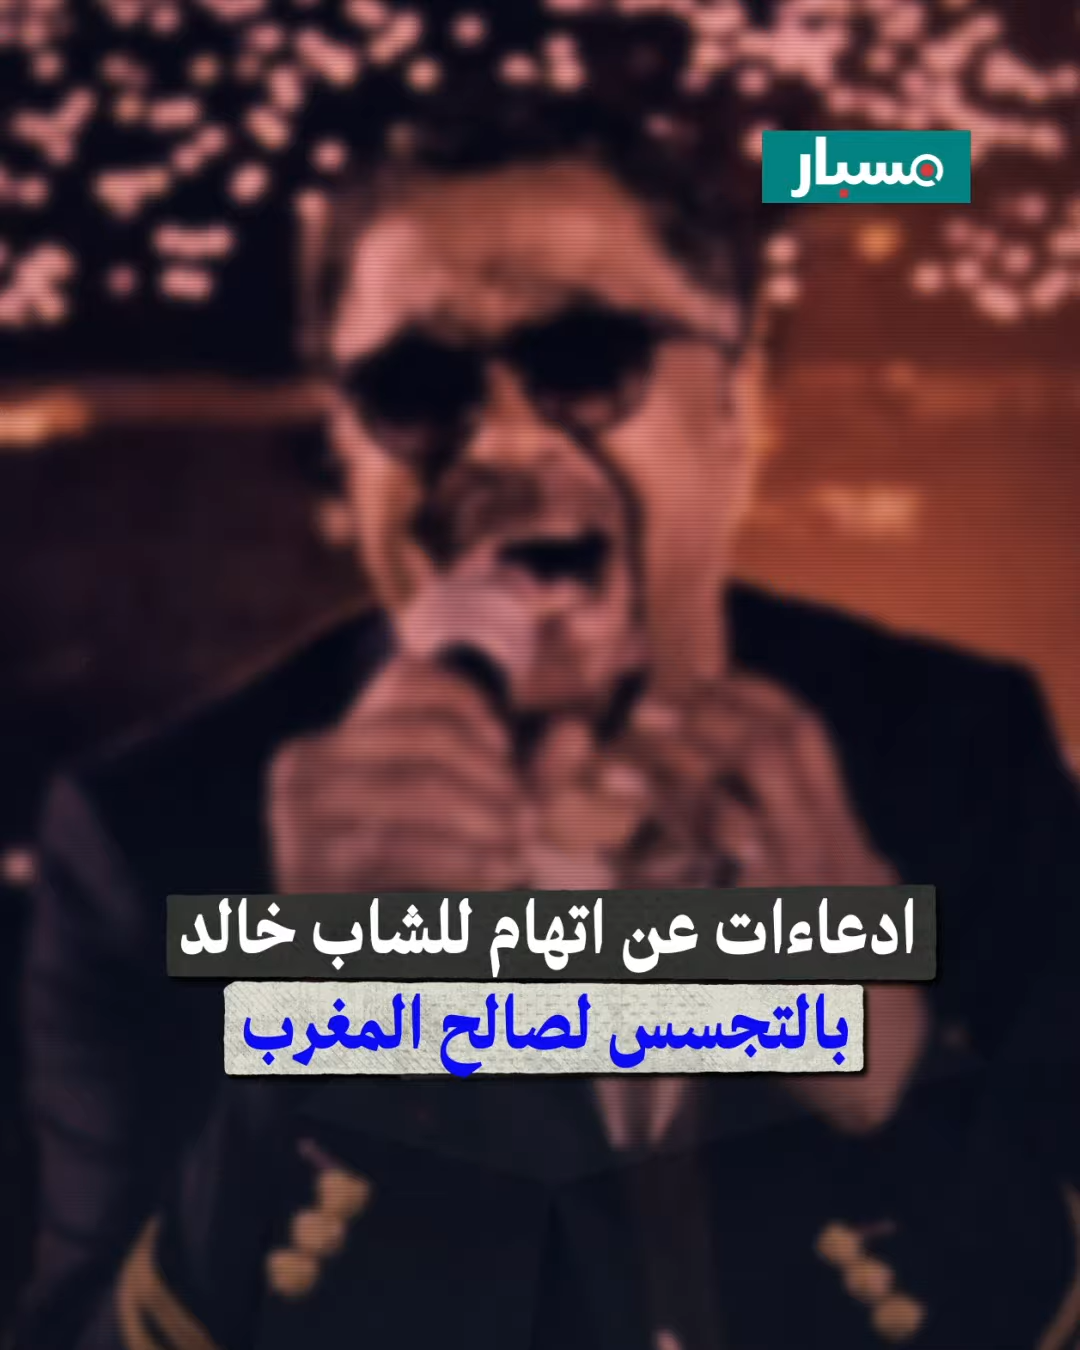 مسبار
ادعاءات عن اتهام للشاب خالد
بالتجسس لصالح المغرب